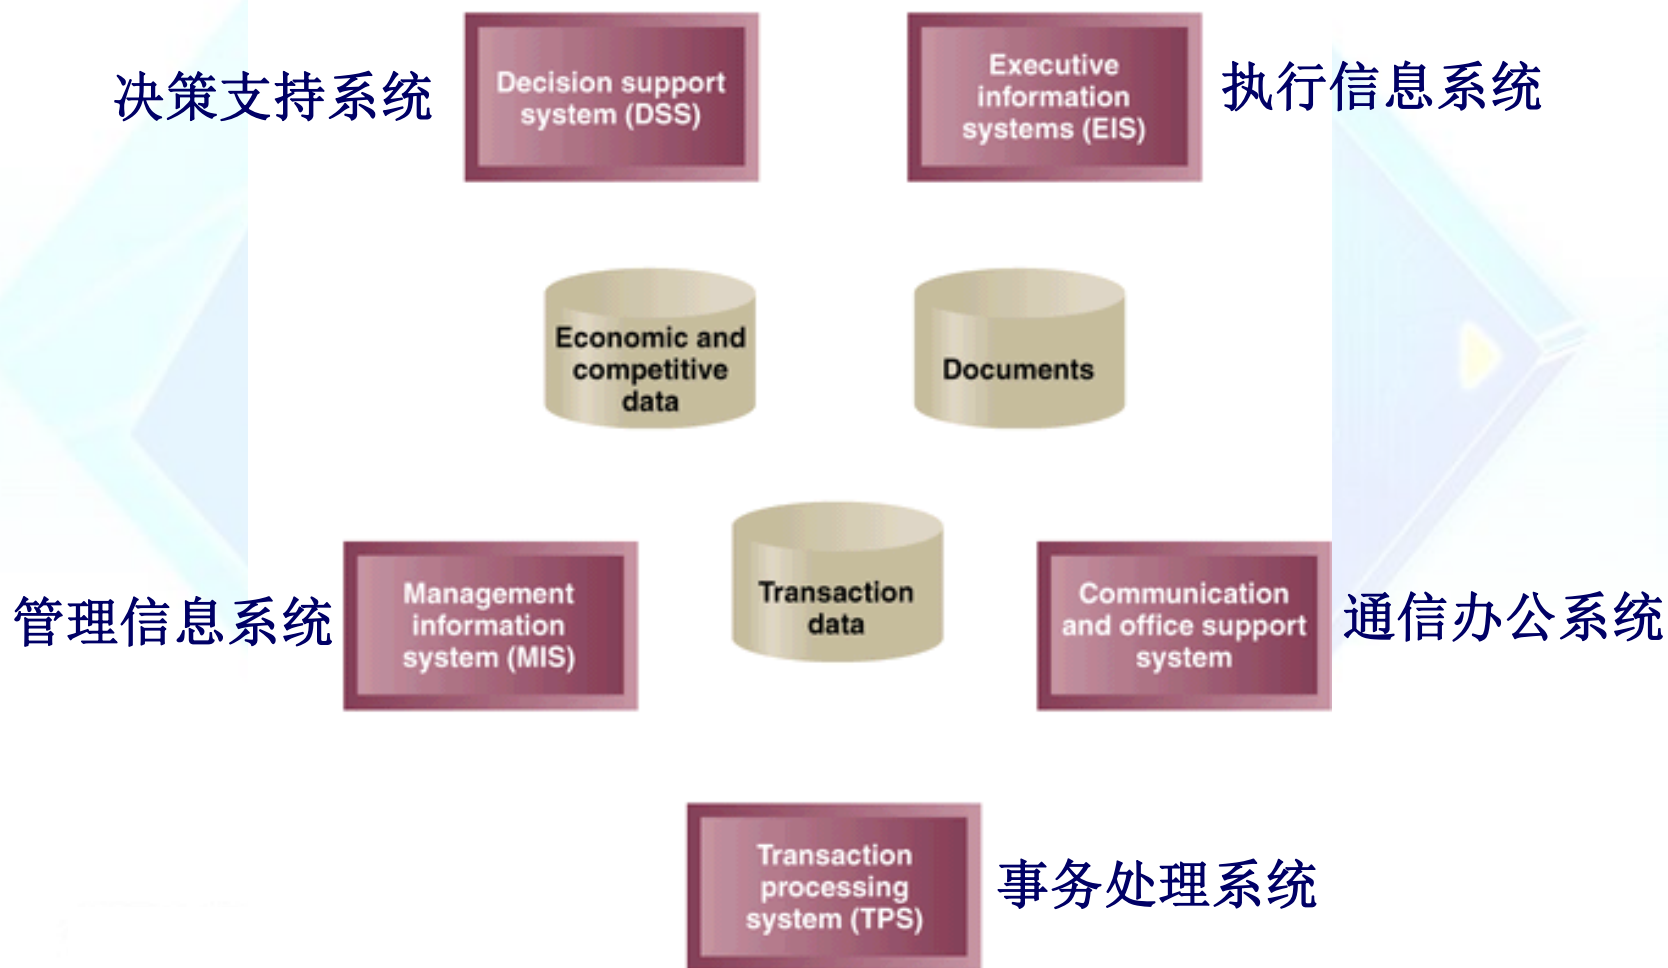 决策支持系统
Decision support
system (DSS)
Executive
information
systems (EIS)
执行信息系统
Economic and
competitive
data
Documents
管理信息系统
Management
information
system (MIS)
Transaction
data
Communication
and office support
system
通信办公系统
Transaction
processing
system (TPS)
事务处理系统